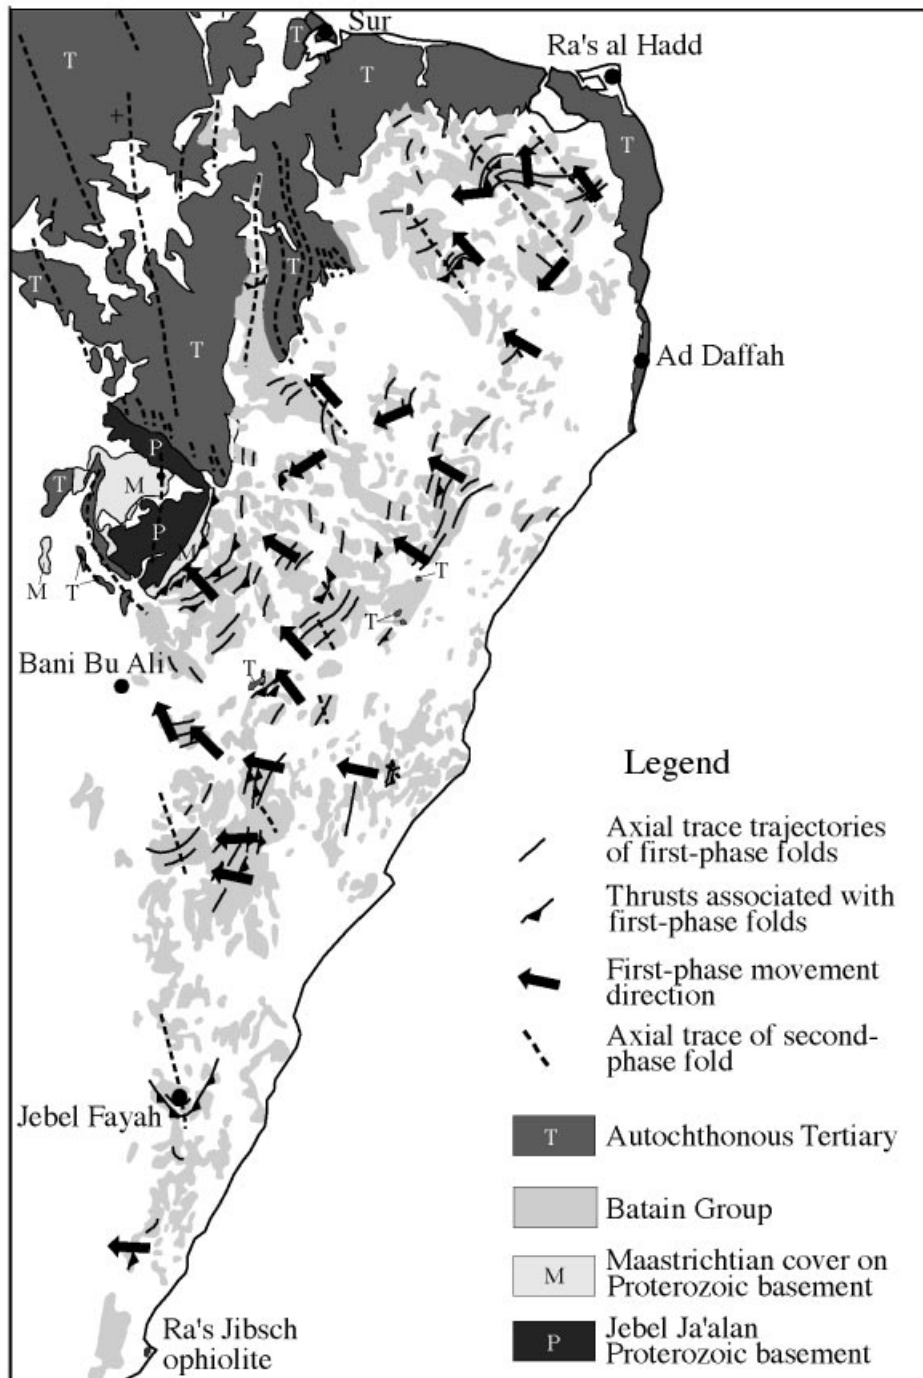 Sur
Ra's al Hadd
T
T
T
T
T
T
Ad Daffah
P
T
M
P
M
M
T
T
T
Bani Bu Ali
T
Legend
Axial trace trajectories
of first-phase folds
Thrusts associated with
first-phase folds
First-phase movement
direction
Axial trace of second-
phase fold
Jebel Fayah
T Autochthonous Tertiary
Batain Group
M Maastrichtian cover on
Proterozoic basement
P Jebel Ja'alan
Proterozoic basement
Ra's Jibsch
ophiolite